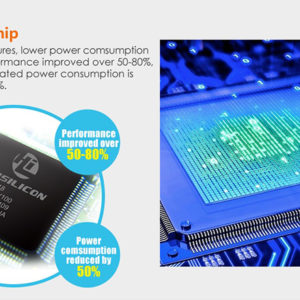 hip
ures, lower power comsumption
ormance improved over 50-80%,
ated power consumption is
%.
Performance
improved over
50-80%
SILICON
Power
comsumption
reduced by
50%